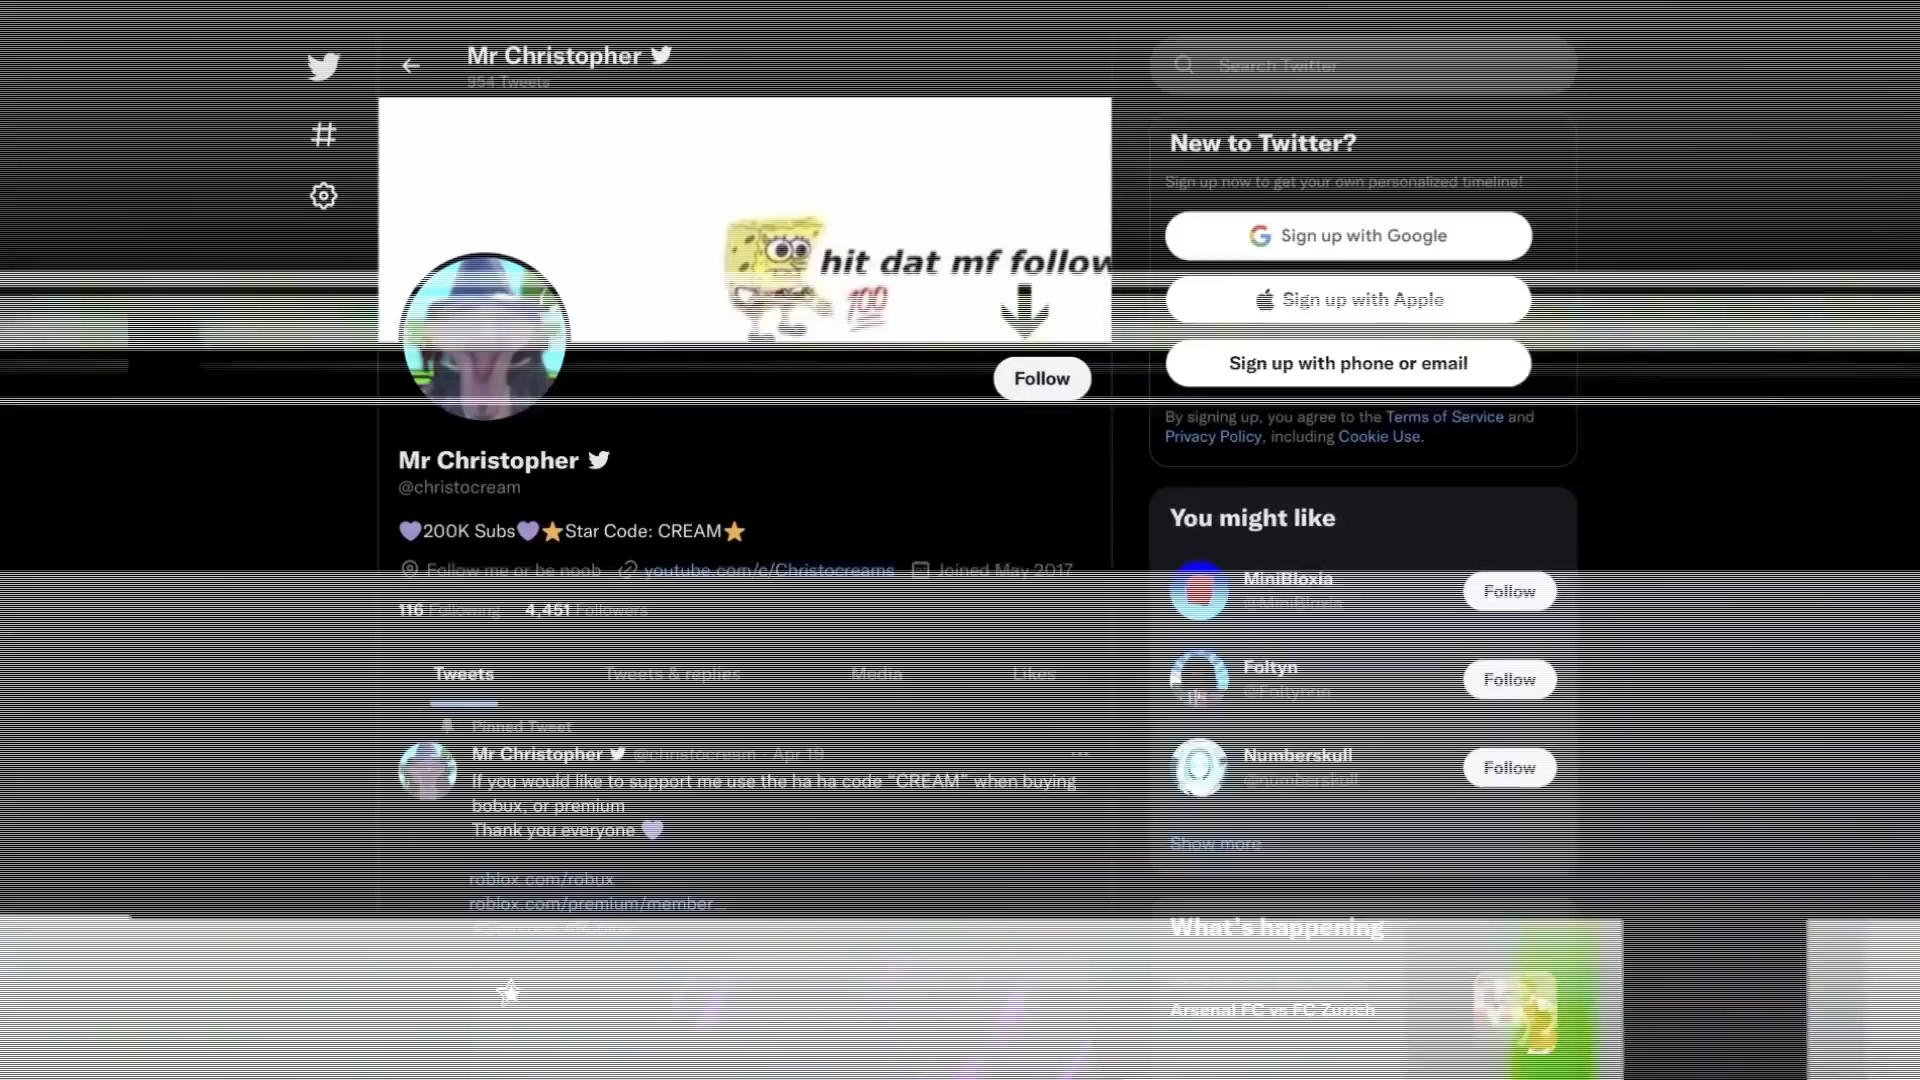 Mr Christopher
954 Tweets
Search Twitter
hit dat mf follow
100
Follow
Mr Christopher
@christocream
200K Subs Star Code: CREAM
Follow me or be noob youtube.com/c/Christocreams Joined May 2017
116 Following 4,451 Followers
Tweets Tweets & replies Media Likes
Pinned Tweet
Mr Christopher @christocream · Apr 19
If you would like to support me use the ha ha code “CREAM” when buying
bobux, or premium
Thank you everyone
roblox.com/robux
roblox.com/premium/member...
New to Twitter?
Sign up now to get your own personalized timeline!
Sign up with Google
Sign up with Apple
Sign up with phone or email
By signing up, you agree to the Terms of Service and
Privacy Policy, including Cookie Use.
You might like
MiniBloxia
@MiniBloxia
Follow
Foltyn
Follow
Numberskull
@numberskull
Follow
Show more
What's happening
Arsenal FC vs FC Zurich